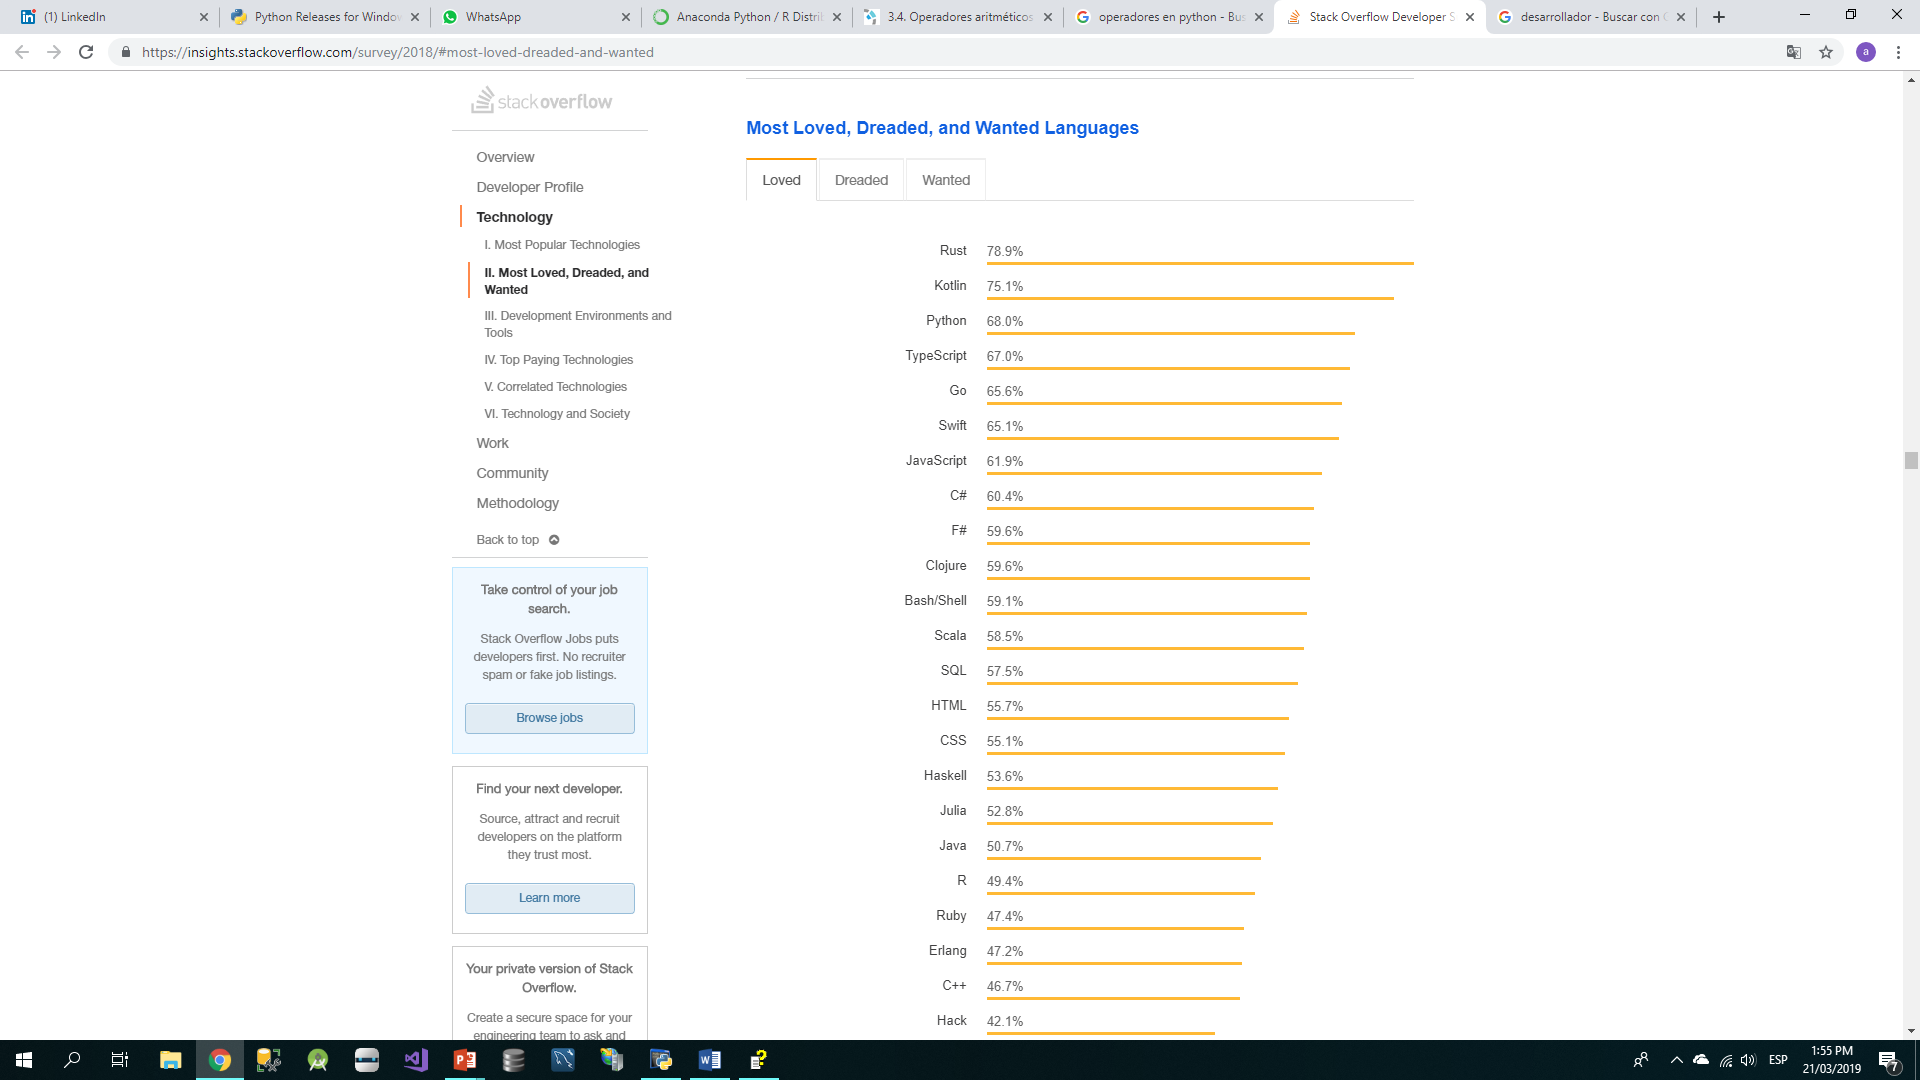 (1) LinkedIn
Python Releases for Window
WhatsApp
Anaconda Python / R Distri
3.4. Operadores aritméticos
operadores en python - Bus
Stack Overflow Developer S
desarrollador - Buscar con G
https://insights.stackoverflow.com/survey/2018/#most-loved-dreaded-and-wanted
a
stackoverflow
Overview
Developer Profile
Technology
I. Most Popular Technologies
II. Most Loved, Dreaded, and
Wanted
III. Development Environments and
Tools
IV. Top Paying Technologies
V. Correlated Technologies
VI. Technology and Society
Work
Community
Methodology
Back to top
Take control of your job
search.
Stack Overflow Jobs puts
developers first. No recruiter
spam or fake job listings.
Browse jobs
Find your next developer.
Source, attract and recruit
developers on the platform
they trust most.
Learn more
Your private version of Stack
Overflow.
Create a secure space for your
engineering team to ask and
Most Loved, Dreaded, and Wanted Languages
Loved Dreaded Wanted
Rust 78.9%
Kotlin 75.1%
Python 68.0%
TypeScript 67.0%
Go 65.6%
Swift 65.1%
JavaScript 61.9%
C# 60.4%
F# 59.6%
Clojure 59.6%
Bash/Shell 59.1%
Scala 58.5%
SQL 57.5%
HTML 55.7%
CSS 55.1%
Haskell 53.6%
Julia 52.8%
Java 50.7%
R 49.4%
Ruby 47.4%
Erlang 47.2%
C++ 46.7%
Hack 42.1%
ESP
1:55 PM
21/03/2019
7